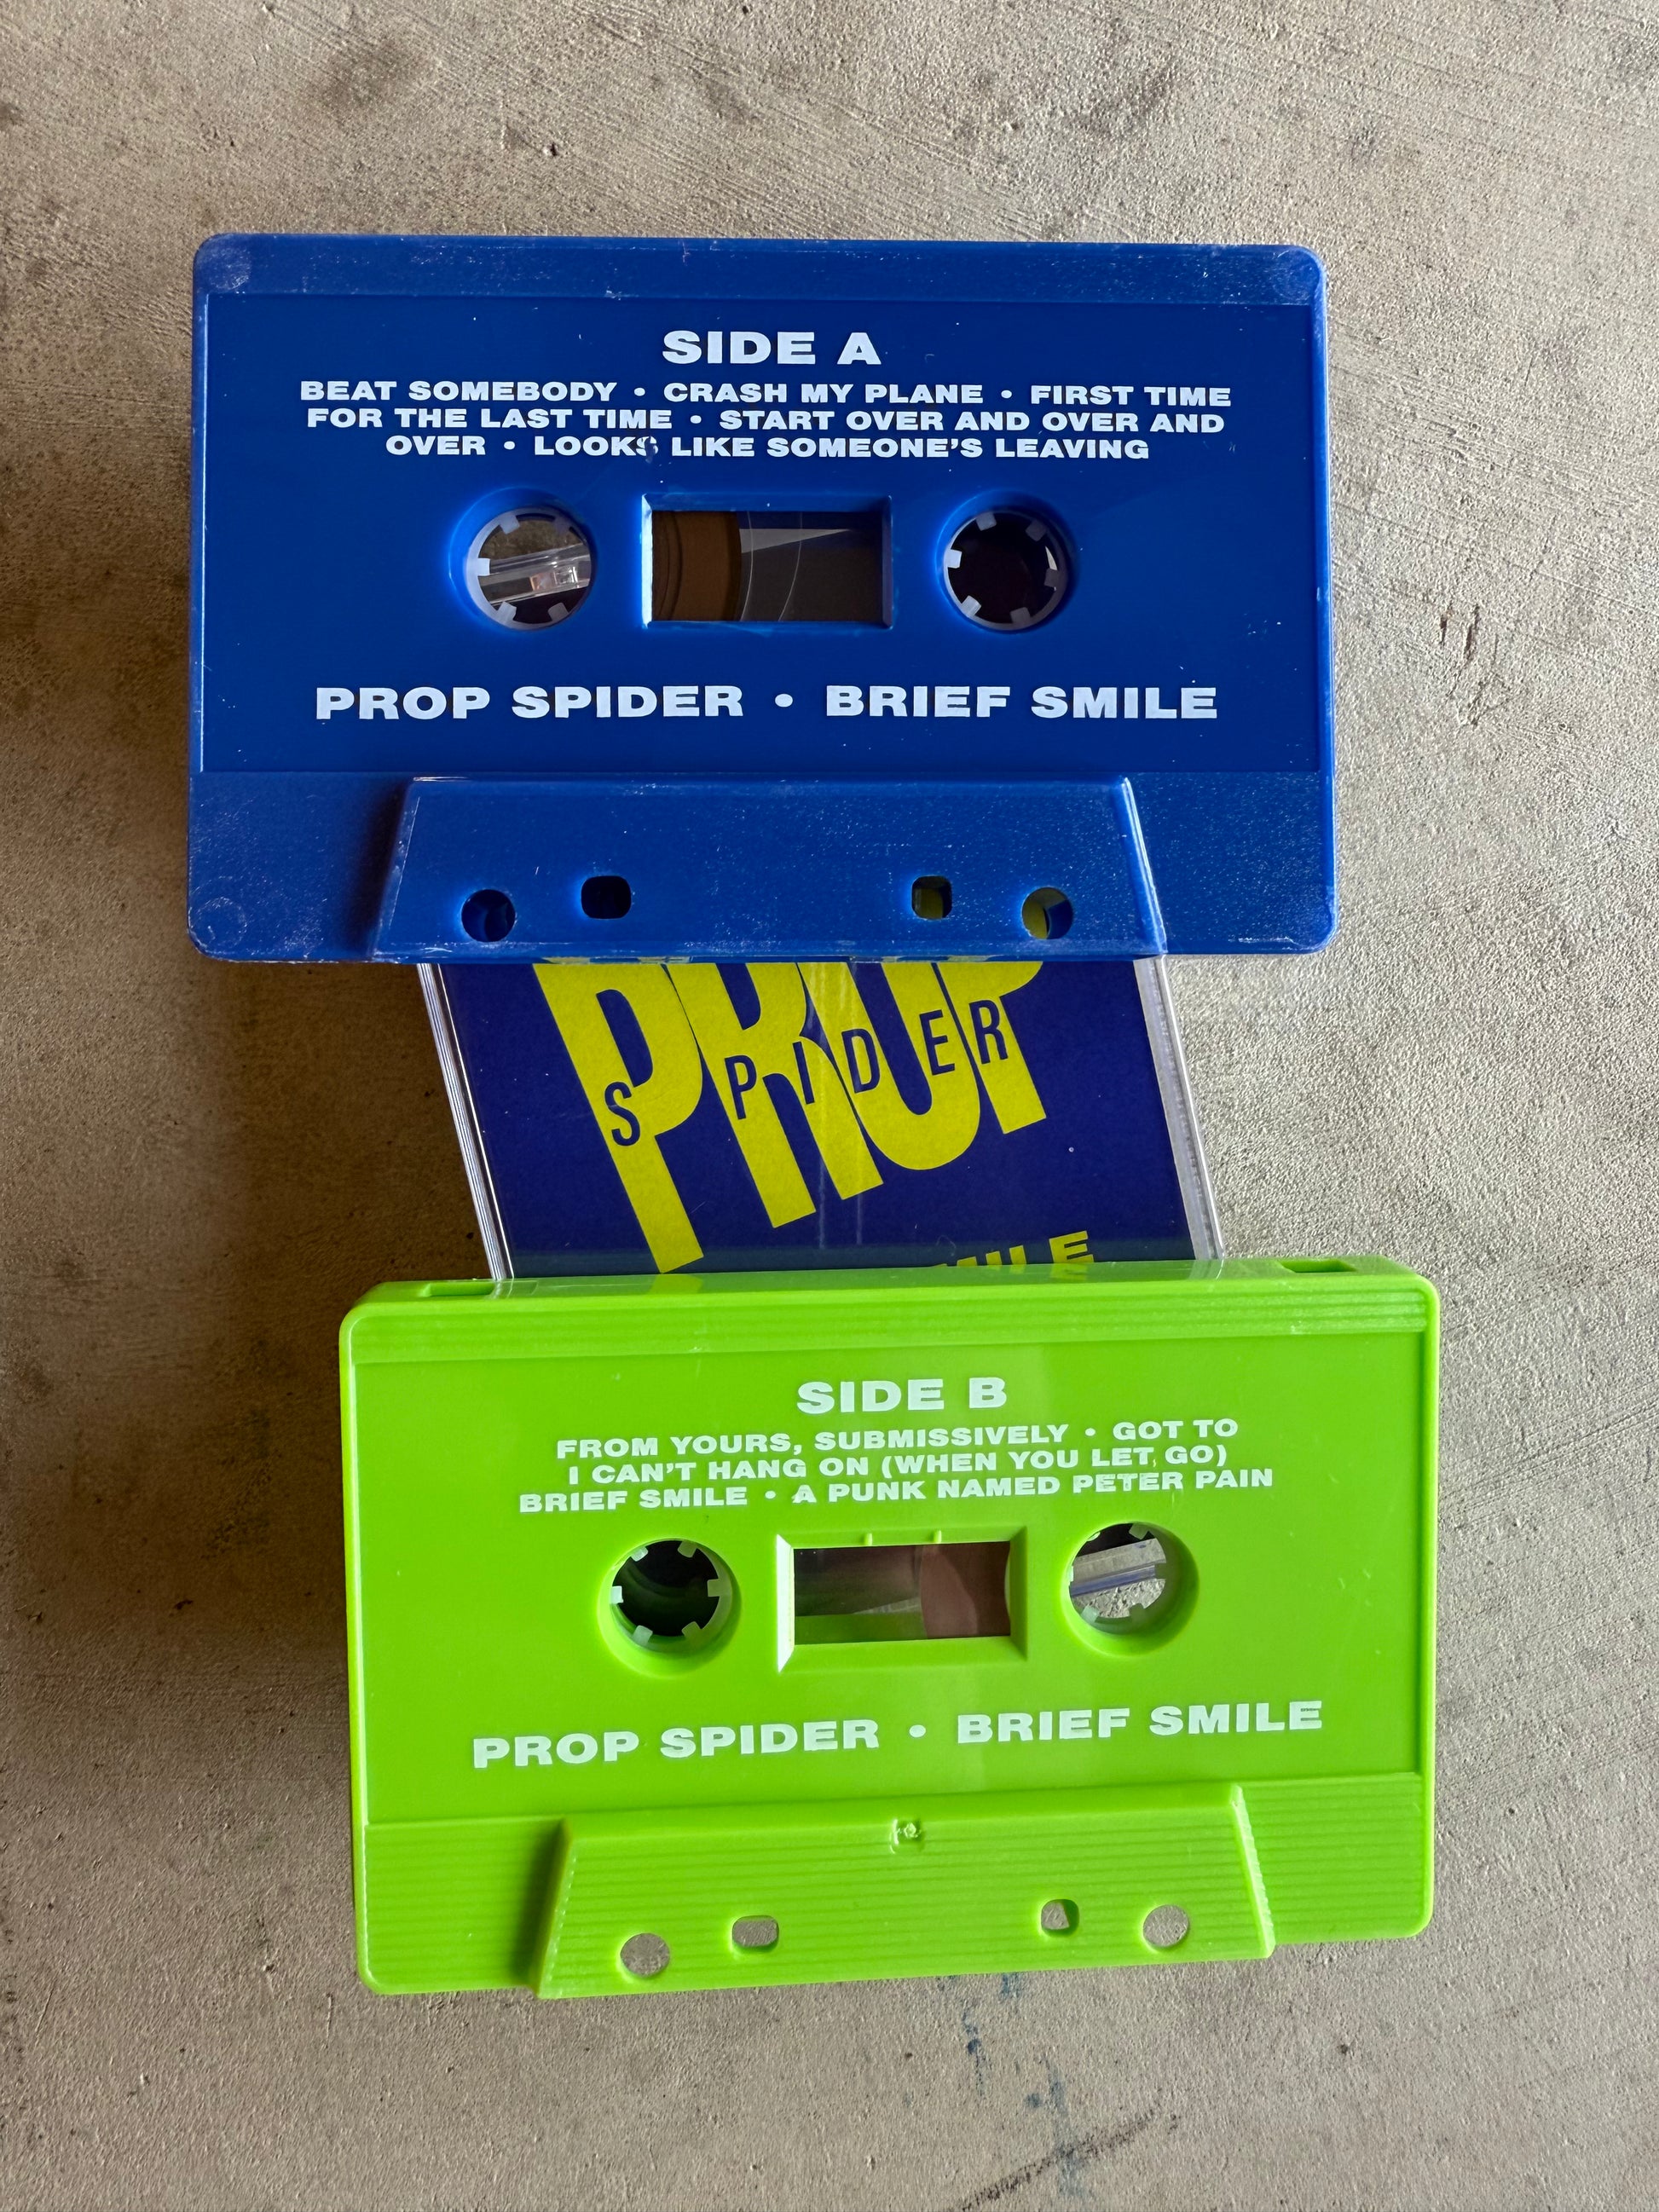 SIDE A
BEAT SOMEBODY • CRASH MY PLANE • FIRST TIME
FOR THE LAST TIME • START OVER AND OVER AND
OVER • LOOKS LIKE SOMEONE'S LEAVING
PROP SPIDER • BRIEF SMILE
PROP
SPIDER
SIDE B
FROM YOURS, SUBMISSIVELY • GOT TO
I CAN'T HANG ON (WHEN YOU LET GO)
BRIEF SMILE • A PUNK NAMED PETER PAIN
PROP SPIDER • BRIEF SMILE